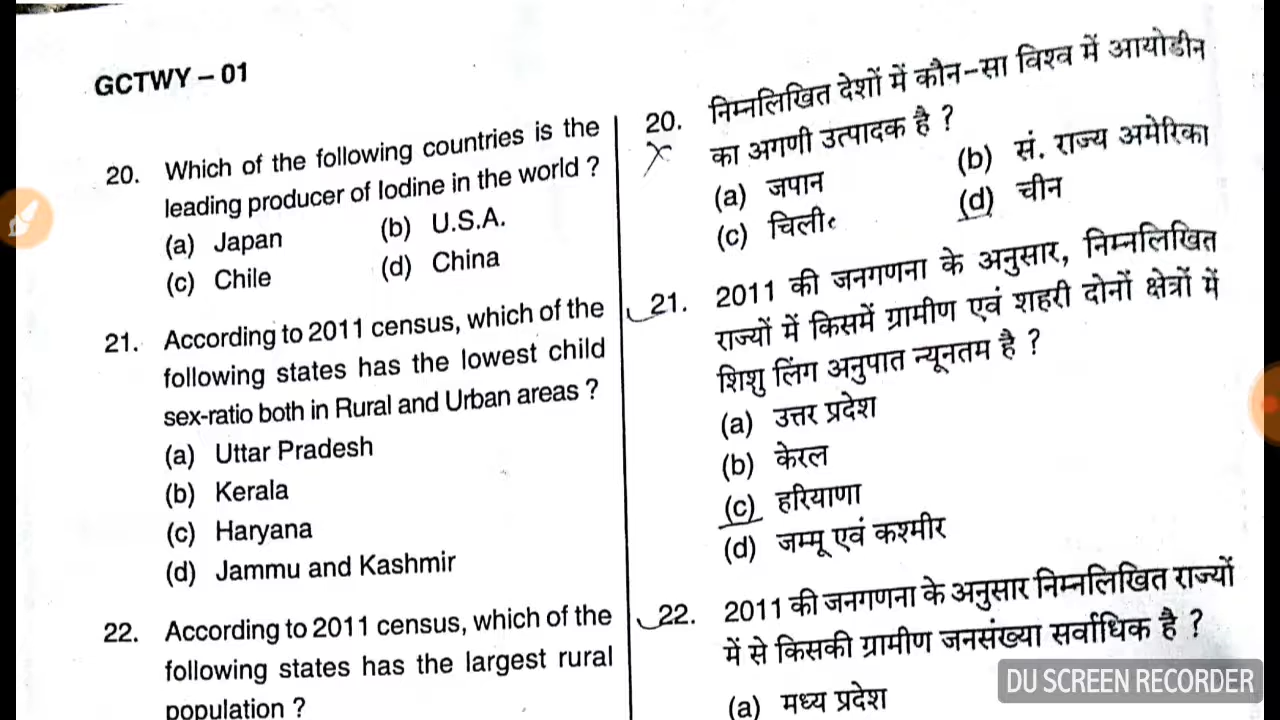 GCTWY – 01
20. Which of the following countries is the
leading producer of Iodine in the world ?
(a) Japan (b) U.S.A.
(c) Chile (d) China
21. According to 2011 census, which of the
following states has the lowest child
sex-ratio both in Rural and Urban areas ?
(a) Uttar Pradesh
(b) Kerala
(c) Haryana
(d) Jammu and Kashmir
22. According to 2011 census, which of the
following states has the largest rural
population ?
20. निम्नलिखित देशों में कौन-सा विश्व में आयोडीन
का अगणी उत्पादक है ?
(a) जपान (b) सं. राज्य अमेरिका
(c) चिली (d) चीन
21. 2011 की जनगणना के अनुसार, निम्नलिखित
राज्यों में किसमें ग्रामीण एवं शहरी दोनों क्षेत्रों में
शिशु लिंग अनुपात न्यूनतम है ?
(a) उत्तर प्रदेश
(b) केरल
(c) हरियाणा
(d) जम्मू एवं कश्मीर
22. 2011 की जनगणना के अनुसार निम्नलिखित राज्यों
में से किसकी ग्रामीण जनसंख्या सर्वाधिक है ?
(a) मध्य प्रदेश
DU SCREEN RECORDER